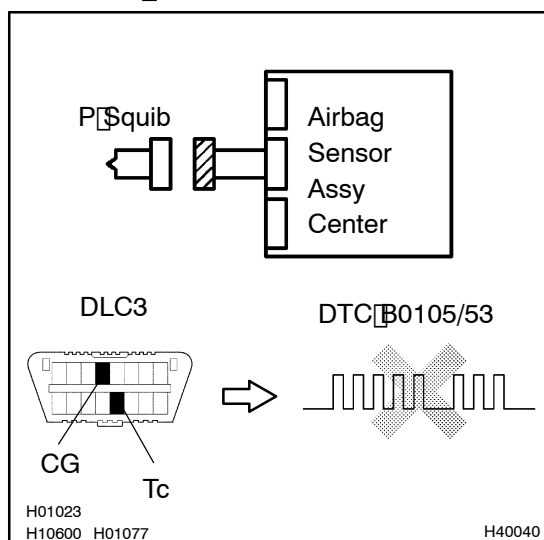 P Squib
Airbag
Sensor
Assy
Center
DLC3
DTC B0105/53
CG
Tc
H01023
H10600 H01077
H40040